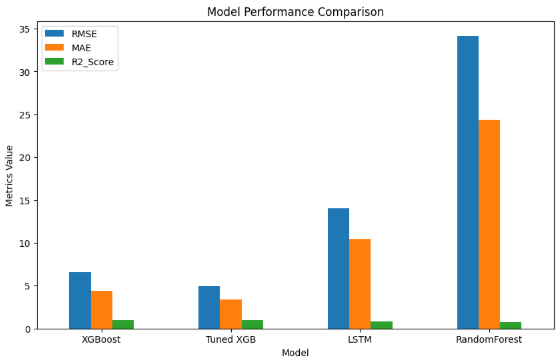 Model Performance Comparison
RMSE
MAE
R2_Score
Metrics Value
35
30
25
20
15
10
5
0
XGBoost
Tuned XGB
LSTM
RandomForest
Model